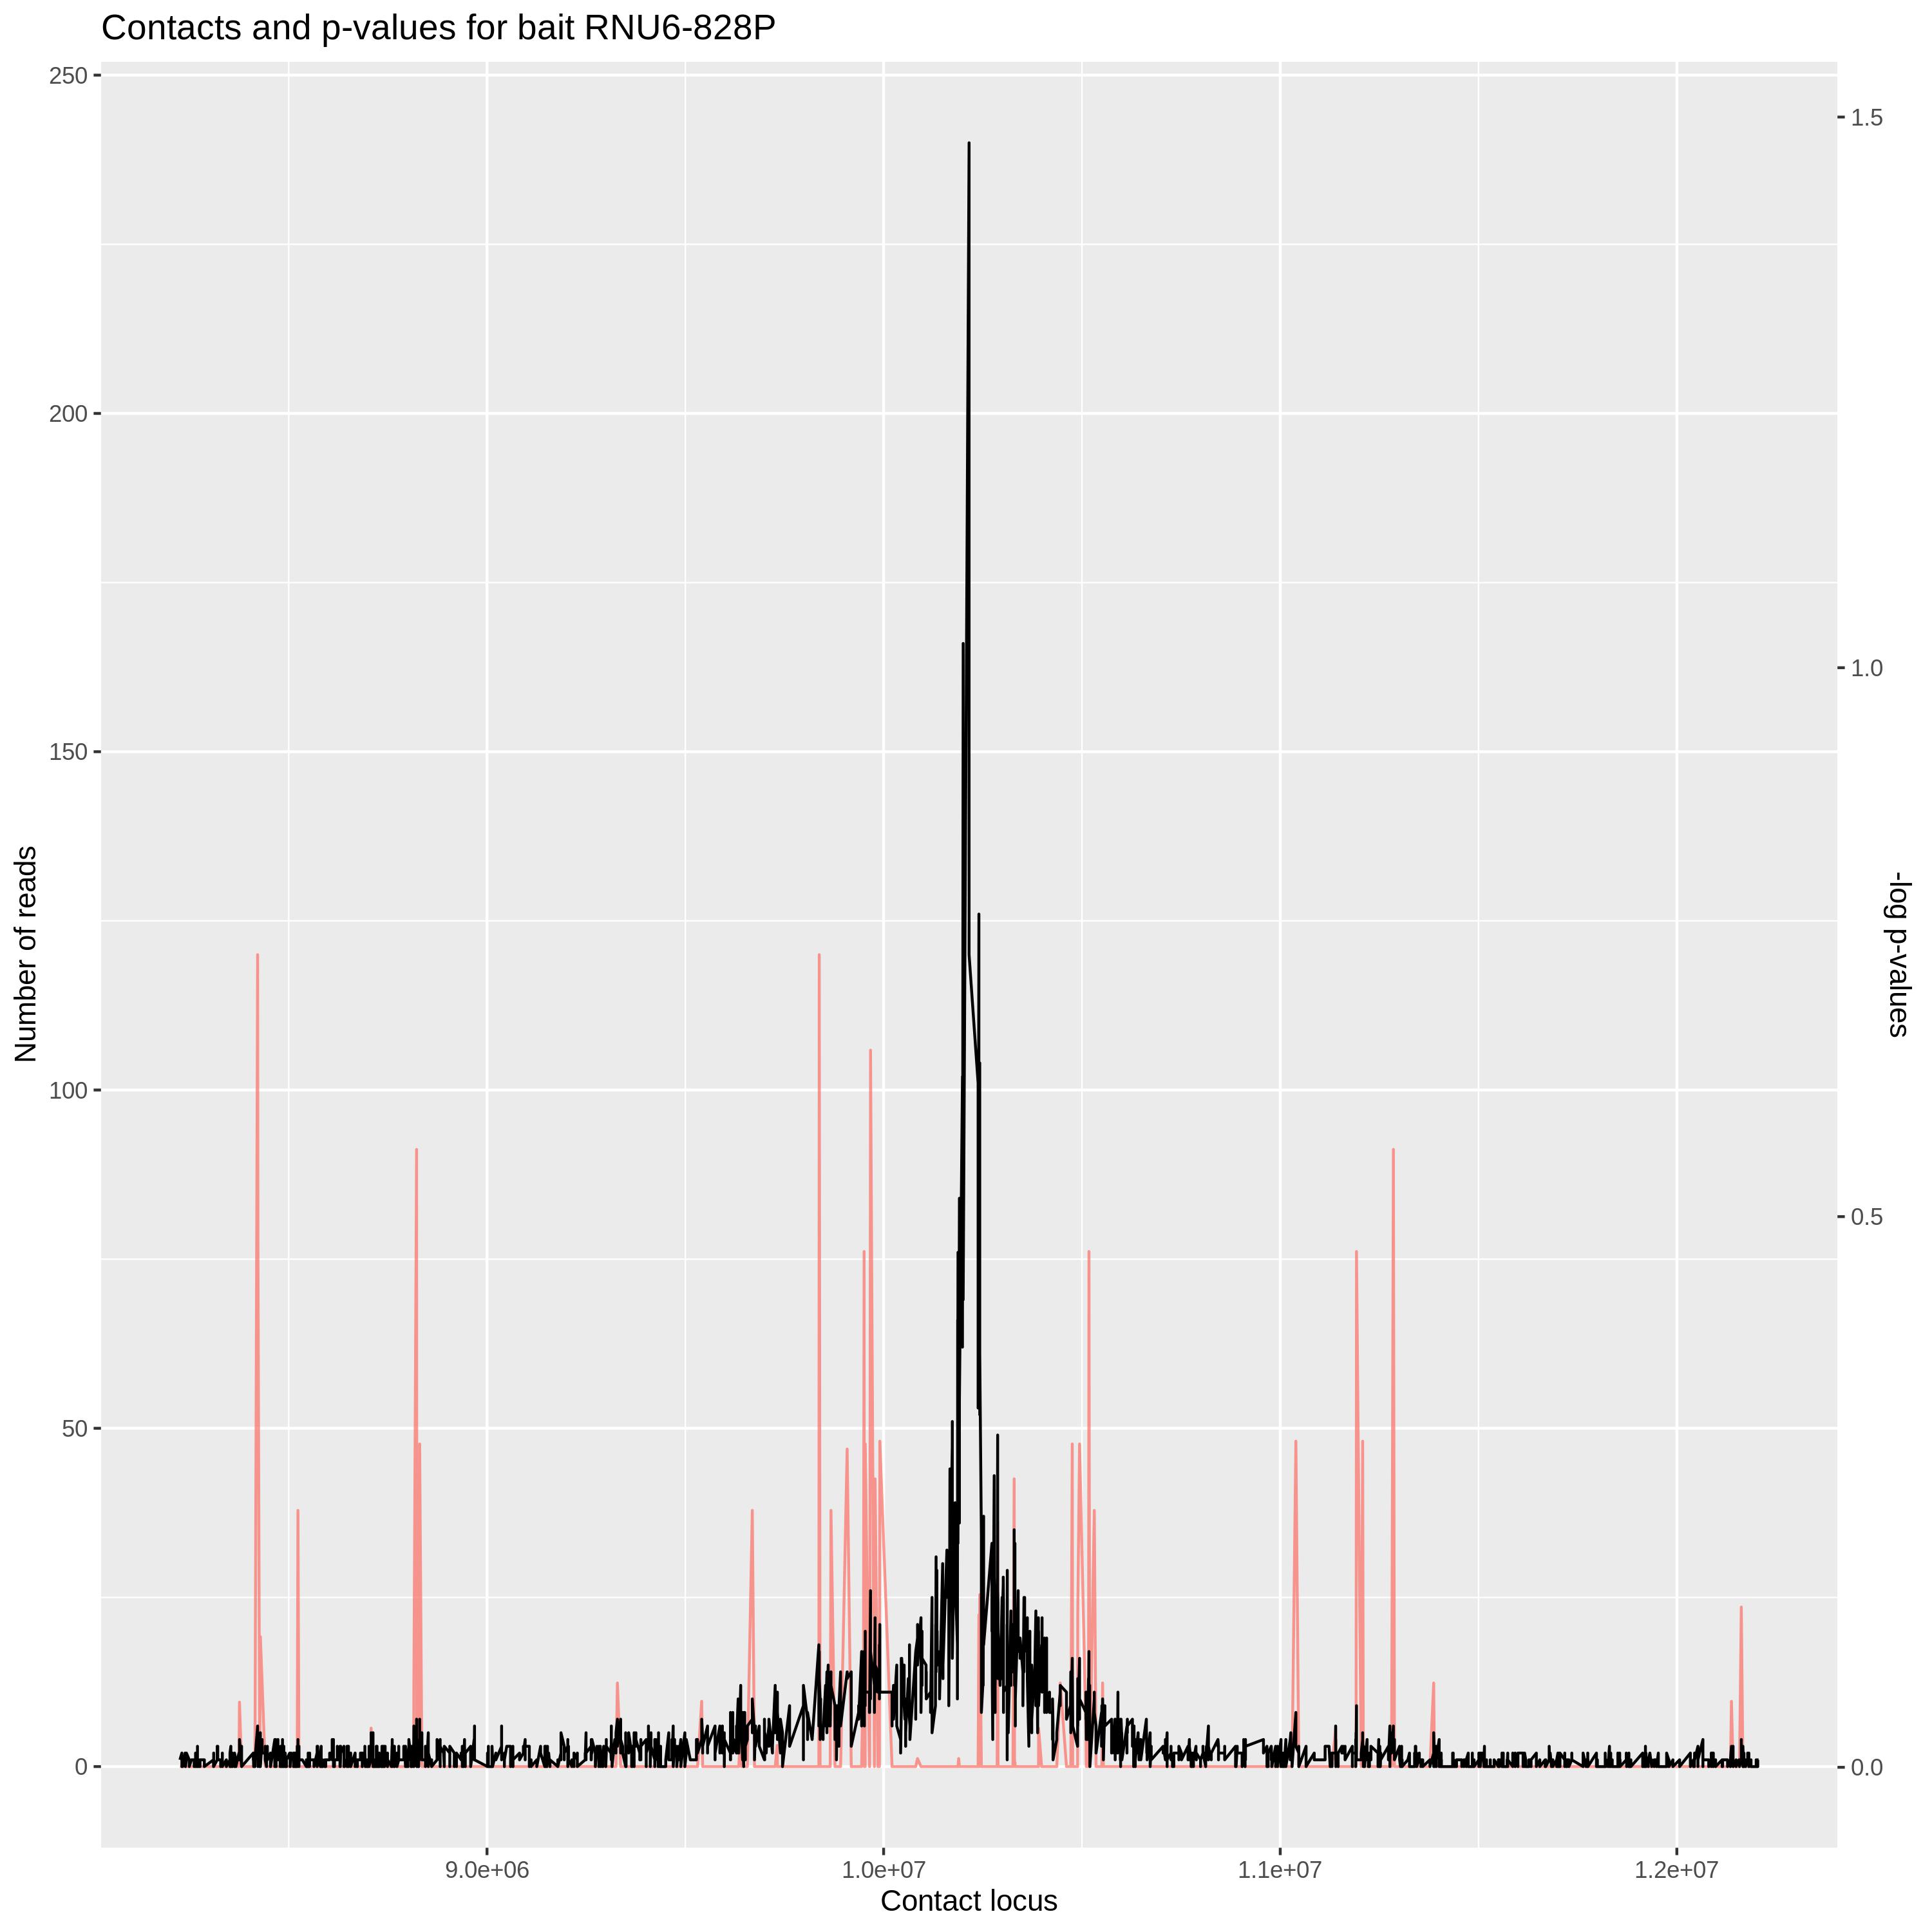 Contacts and p-values for bait RNU6-828P
250
200
150
100
50
0
Number of reads
1.5
1.0
0.5
0.0
-log p-values
9.0e+06
1.0e+07
1.1e+07
1.2e+07
Contact locus